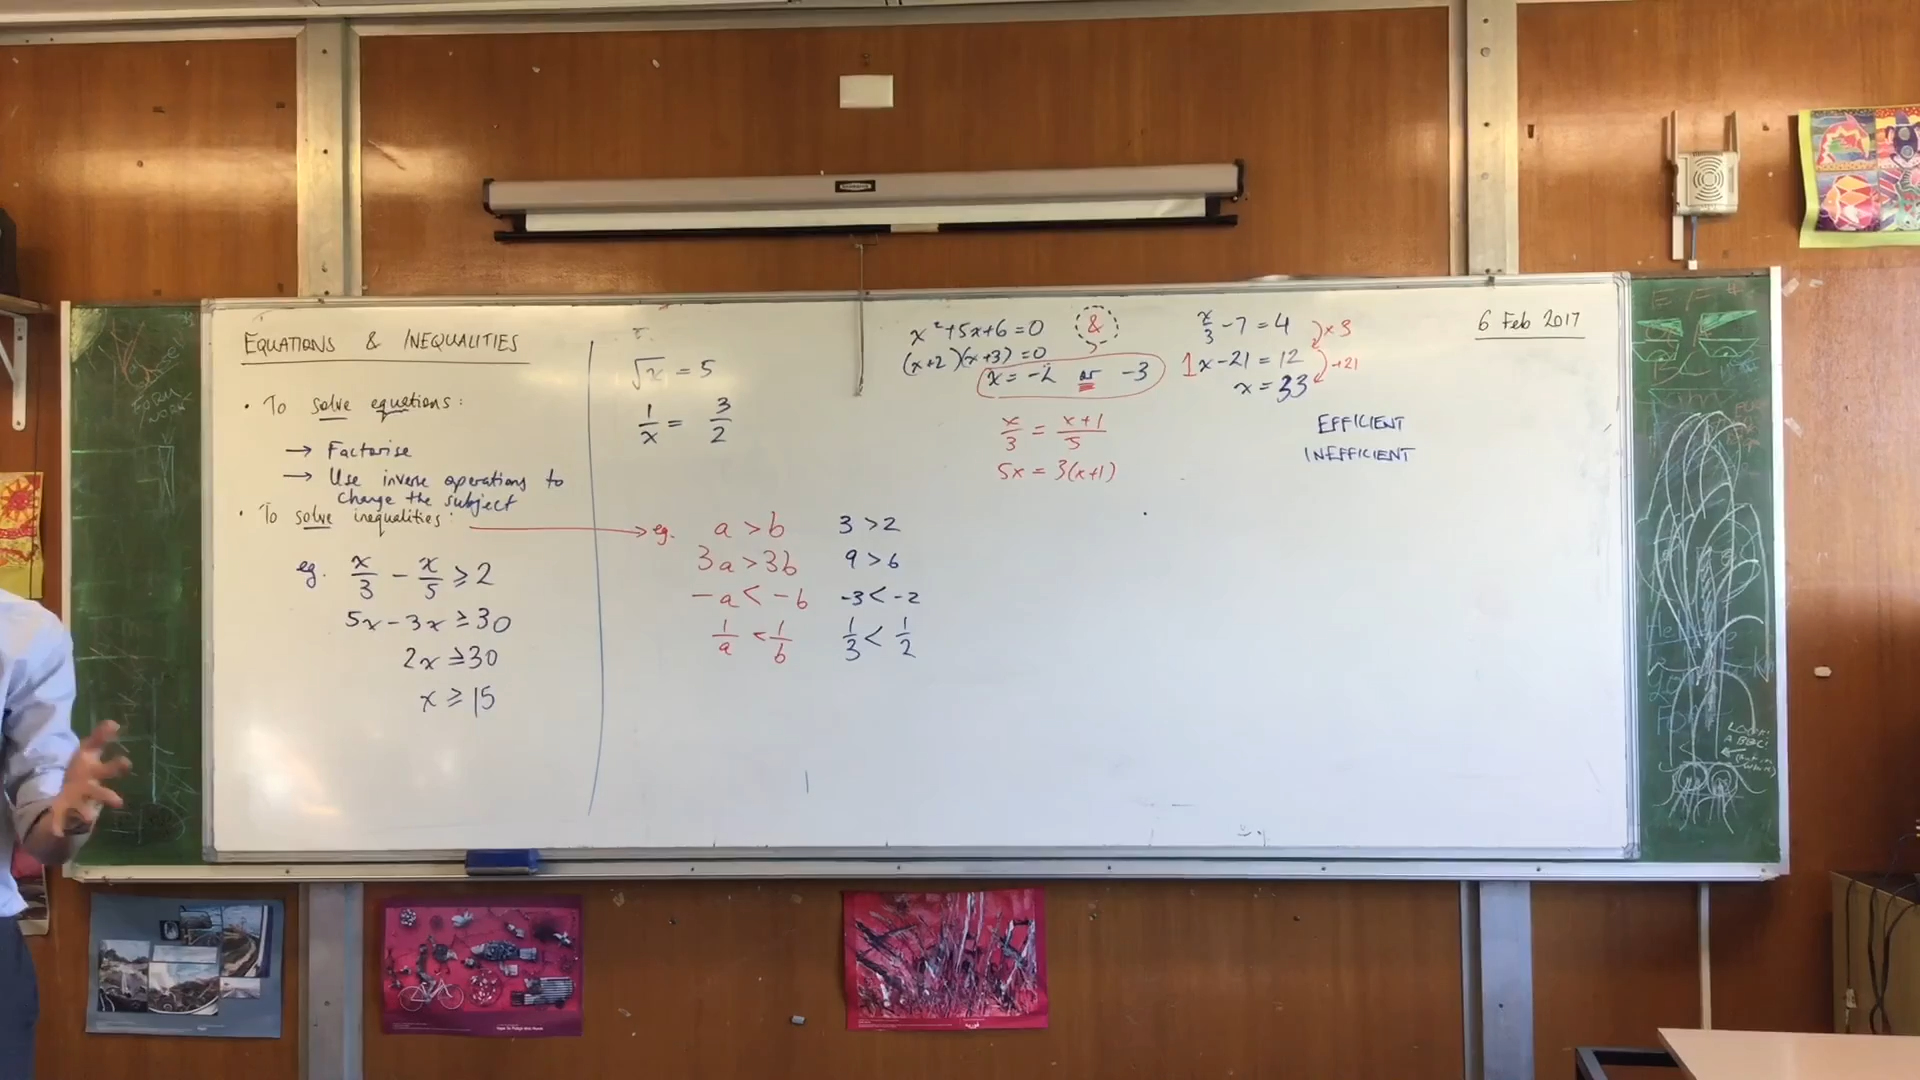 EQUATIONS & INEQUALITIES
• To solve equations:
→ Factorise
→ Use inverse operations to
change the subject
• To solve inequalities:
eg. x/3 - x/5 ≥ 2
5x - 3x ≥ 30
2x ≥ 30
x ≥ 15
√x = 5
1/x = 3/2
eg. a > b 3 > 2
3a > 3b 9 > 6
-a < -b -3 < -2
1/a < 1/b 1/3 < 1/2
x² + 5x + 6 = 0 &
(x+2)(x+3) = 0
x = -2 or -3
x/3 = (x+1)/5
5x = 3(x+1)
x/3 - 7 = 4 ×3
1x - 21 = 12 +21
x = 33
EFFICIENT
INEFFICIENT
6 Feb 2017
FORM
LOOK!
A BBC!